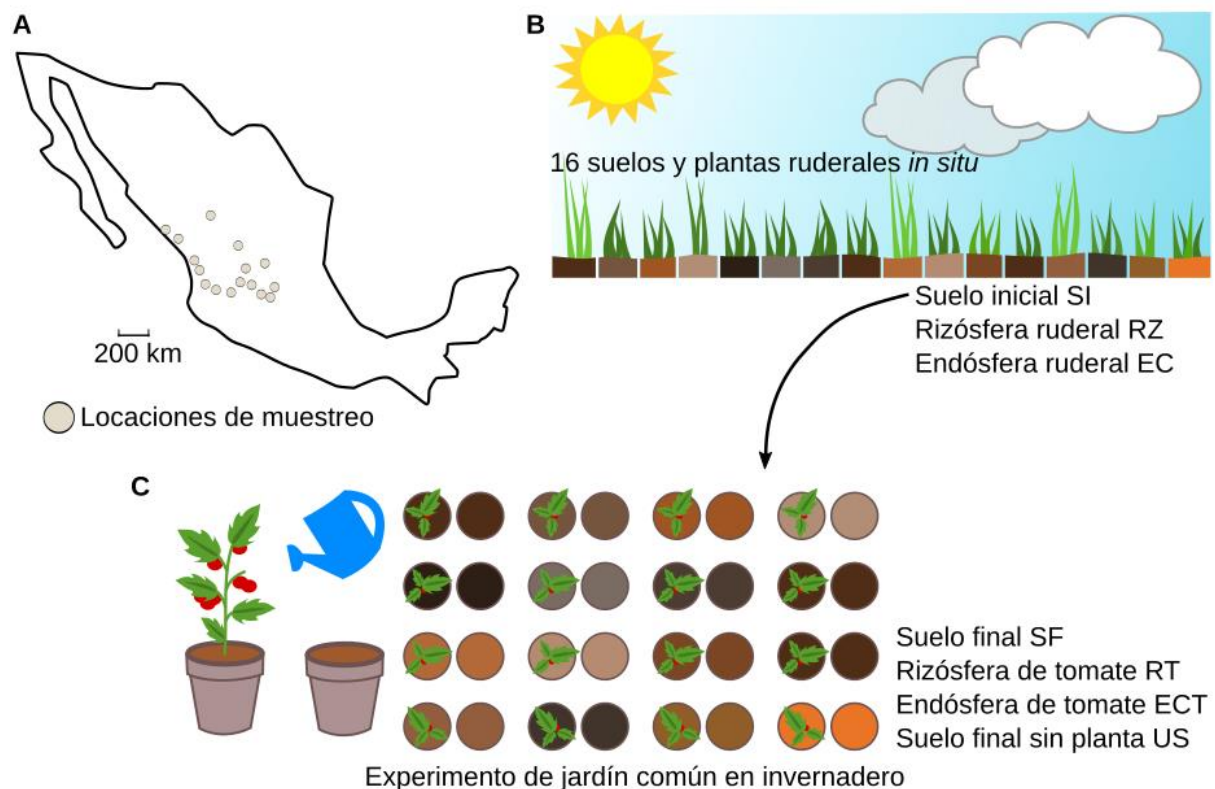 A
200 km
Locaciones de muestreo
B
16 suelos y plantas ruderales in situ
Suelo inicial SI
Rizósfera ruderal RZ
Endósfera ruderal EC
C
Suelo final SF
Rizósfera de tomate RT
Endósfera de tomate ECT
Suelo final sin planta US
Experimento de jardín común en invernadero